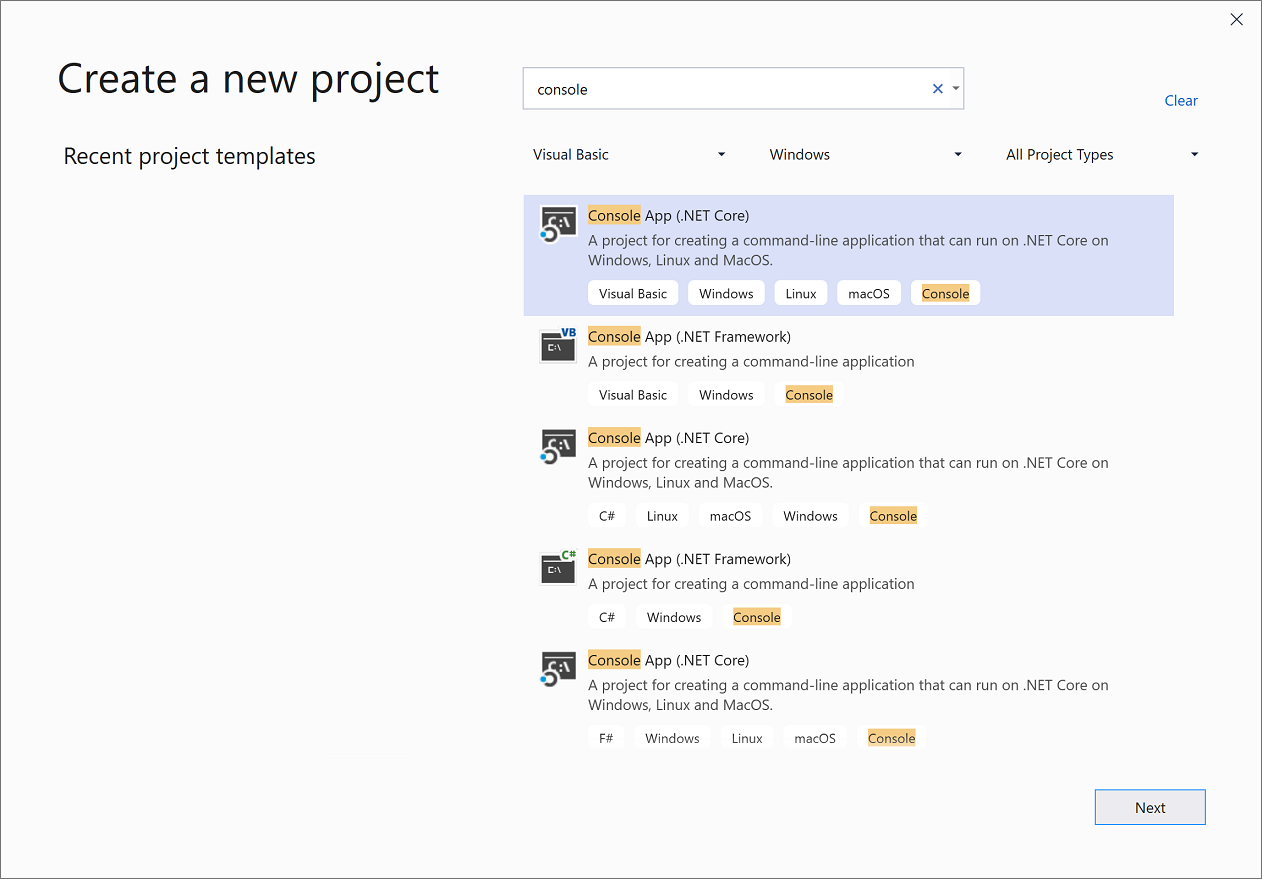 Create a new project
console
Clear
Recent project templates
Visual Basic
Windows
All Project Types
Console App (.NET Core)
A project for creating a command-line application that can run on .NET Core on
Windows, Linux and MacOS.
Visual Basic Windows Linux macOS Console
VB
C:\
Console App (.NET Framework)
A project for creating a command-line application
Visual Basic Windows Console
Console App (.NET Core)
A project for creating a command-line application that can run on .NET Core on
Windows, Linux and MacOS.
C# Linux macOS Windows Console
C#
C:\
Console App (.NET Framework)
A project for creating a command-line application
C# Windows Console
Console App (.NET Core)
A project for creating a command-line application that can run on .NET Core on
Windows, Linux and MacOS.
F# Windows Linux macOS Console
Next